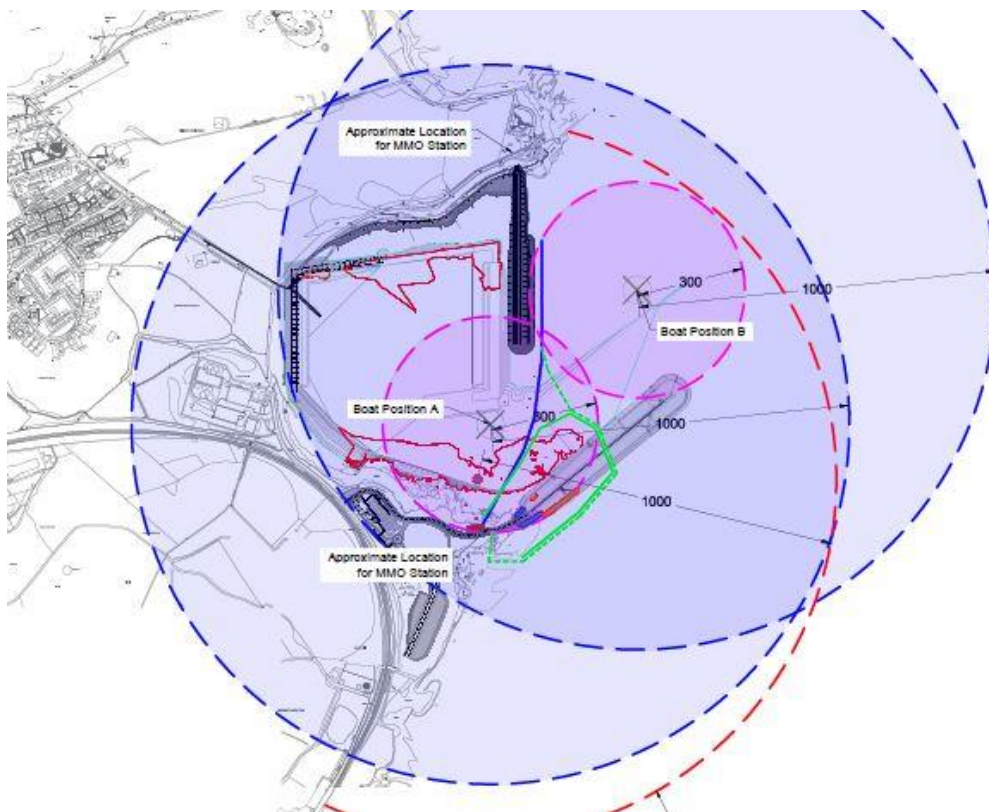 Approximate Location
for MMO Station
300
1000
Boat Position B
Boat Position A
300
1000
1000
Approximate Location
for MMO Station